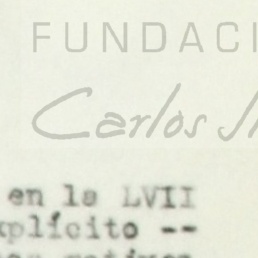 FUNDACI
Carlos
en la LVII
xplícito --